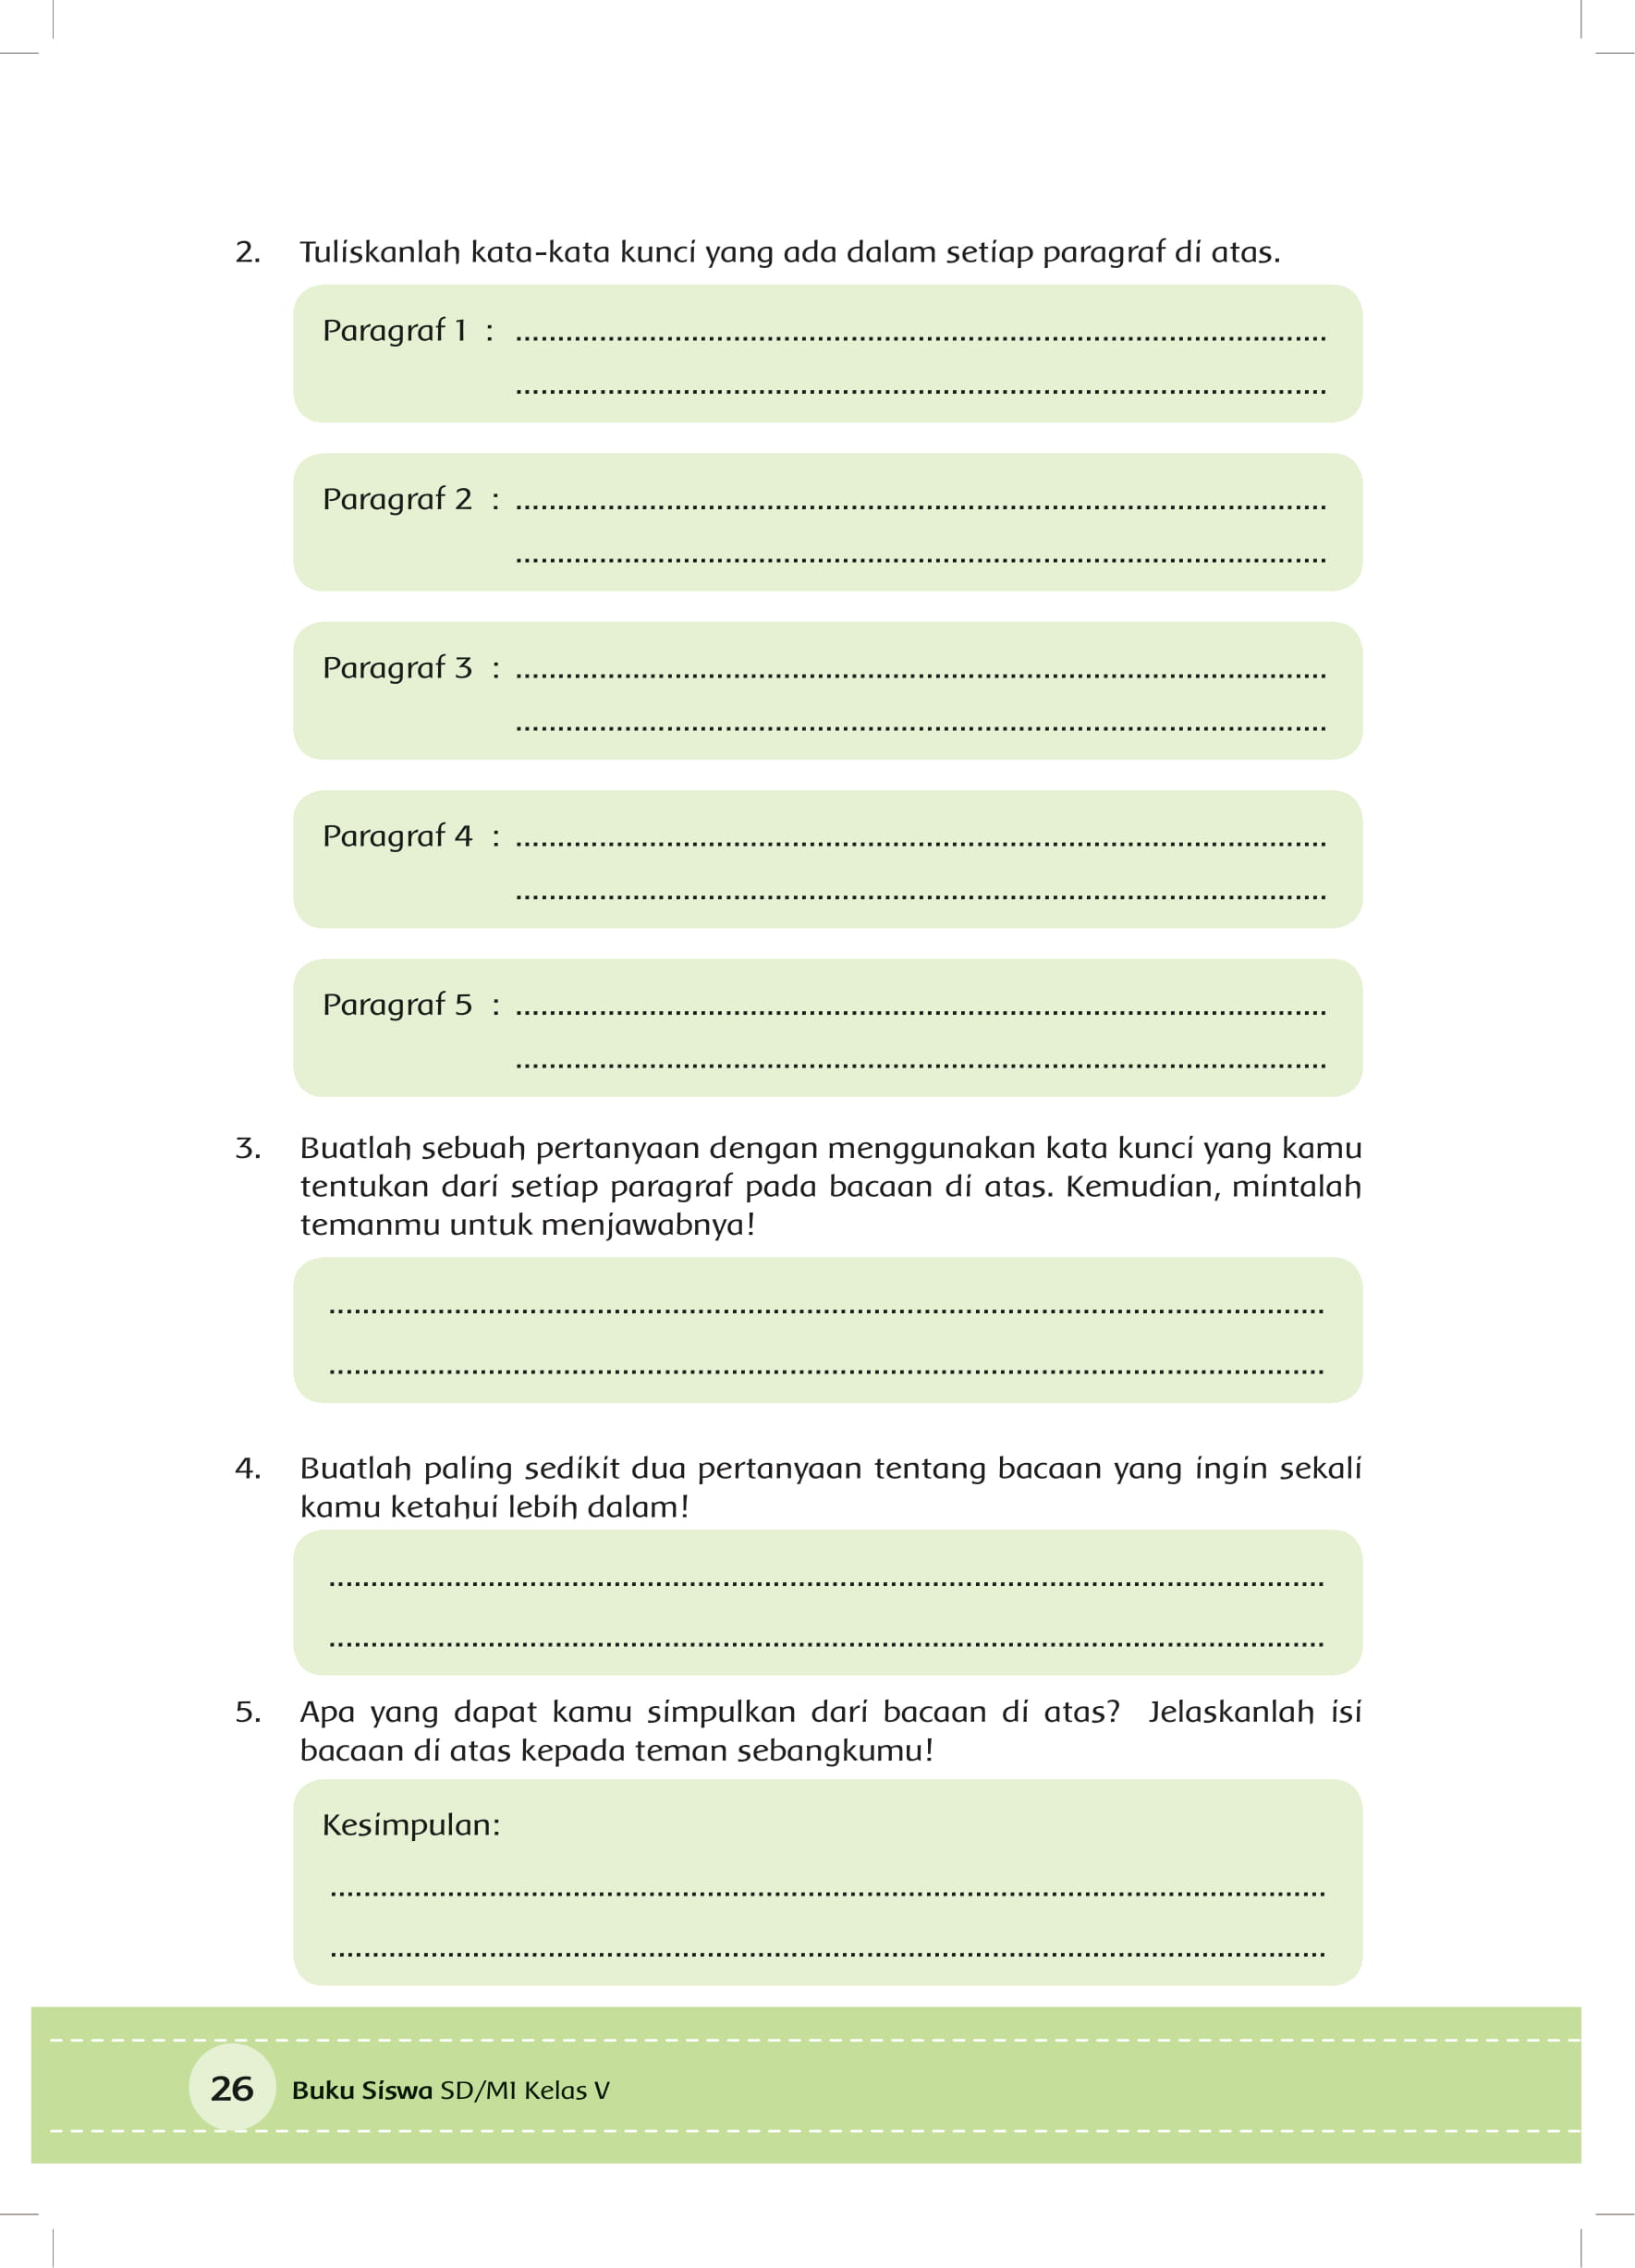 2. Tuliskanlah kata-kata kunci yang ada dalam setiap paragraf di atas.
Paragraf 1 : ................................................................................
................................................................................
Paragraf 2 : ................................................................................
................................................................................
Paragraf 3 : ................................................................................
................................................................................
Paragraf 4 : ................................................................................
................................................................................
Paragraf 5 : ................................................................................
................................................................................
3. Buatlah sebuah pertanyaan dengan menggunakan kata kunci yang kamu
tentukan dari setiap paragraf pada bacaan di atas. Kemudian, mintalah
temanmu untuk menjawabnya!
................................................................................
................................................................................
4. Buatlah paling sedikit dua pertanyaan tentang bacaan yang ingin sekali
kamu ketahui lebih dalam!
................................................................................
................................................................................
5. Apa yang dapat kamu simpulkan dari bacaan di atas? Jelaskanlah isi
bacaan di atas kepada teman sebangkumu!
Kesimpulan:
................................................................................
................................................................................
26 Buku Siswa SD/MI Kelas V